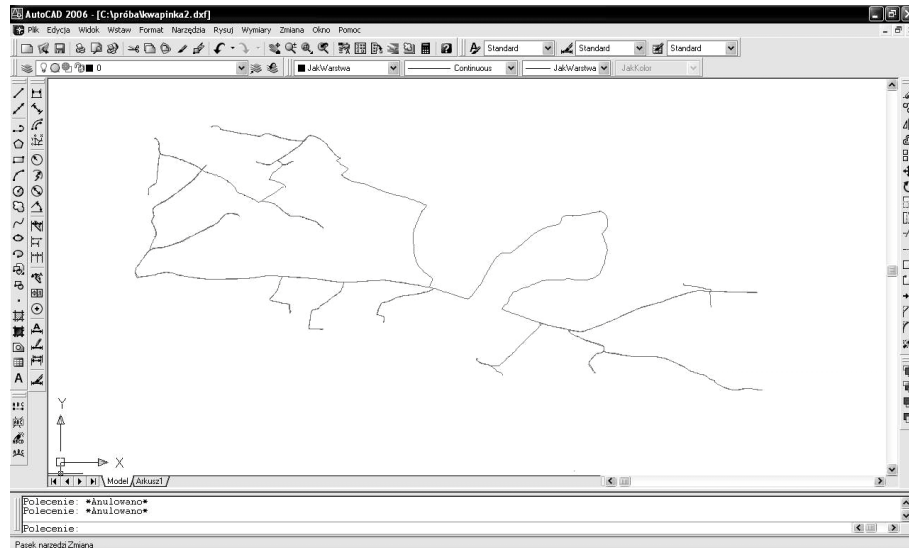 AutoCAD 2006 - [C:\próba\kwapinka2.dxf]
Plik Edycja Widok Wstaw Format Narzędzia Rysuj Wymiary Zmiana Okno Pomoc
Standard Standard Standard
0 JakWarstwa Continuous JakWarstwa JakKolor
Y
X
Model Arkusz1
Polecenie: *Anulowano*
Polecenie: *Anulowano*
Polecenie:
Pasek narzędzi Zmiana